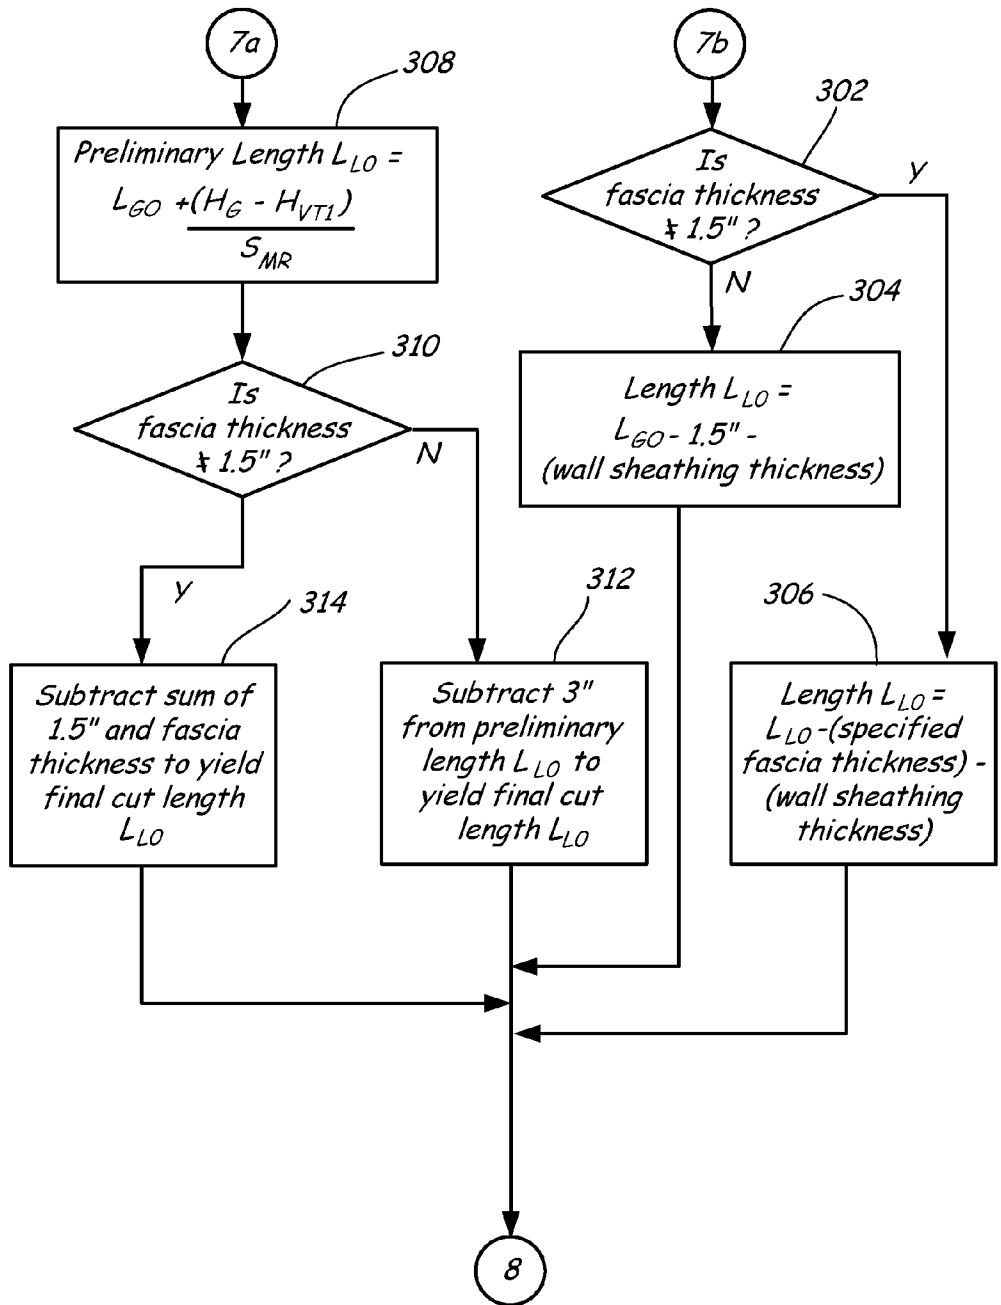 7a
308
Preliminary Length L_LO =
L_GO +(H_G - H_VT1)
S_MR
310
Is
fascia thickness
≠ 1.5" ?
N
Y
314
Subtract sum of
1.5" and fascia
thickness to yield
final cut length
L_LO
312
Subtract 3"
from preliminary
length L_LO to
yield final cut
length L_LO
7b
302
Is
fascia thickness
≠ 1.5" ?
Y
N
304
Length L_LO =
L_GO - 1.5" -
(wall sheathing thickness)
306
Length L_LO =
L_LO -(specified
fascia thickness) -
(wall sheathing
thickness)
8